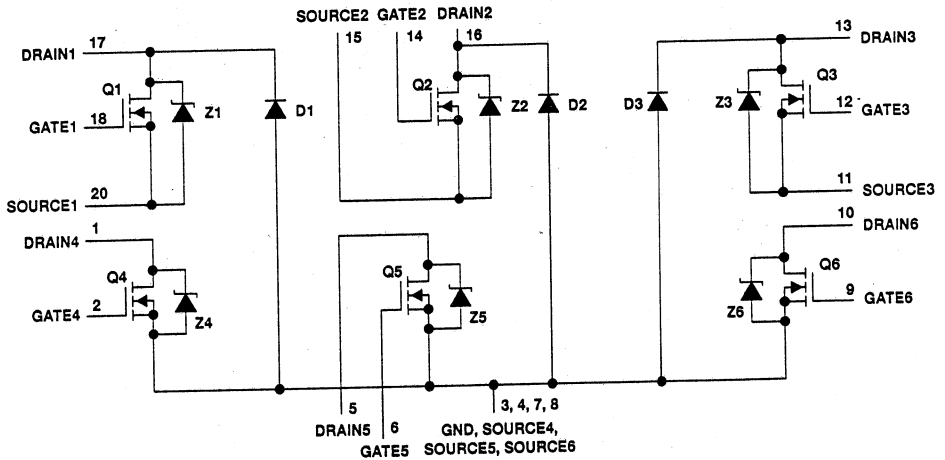 SOURCE2 GATE2 DRAIN2
15 14 16
17
DRAIN1
13
DRAIN3
Q1
Z1
D1
Q2
Z2
D2
D3
Z3
Q3
18
GATE1
12
GATE3
20
SOURCE1
11
SOURCE3
1
DRAIN4
10
DRAIN6
Q4
Z4
Q5
Z5
Z6
Q6
2
GATE4
9
GATE6
5
DRAIN5
6
GATE5
3, 4, 7, 8
GND, SOURCE4,
SOURCE5, SOURCE6